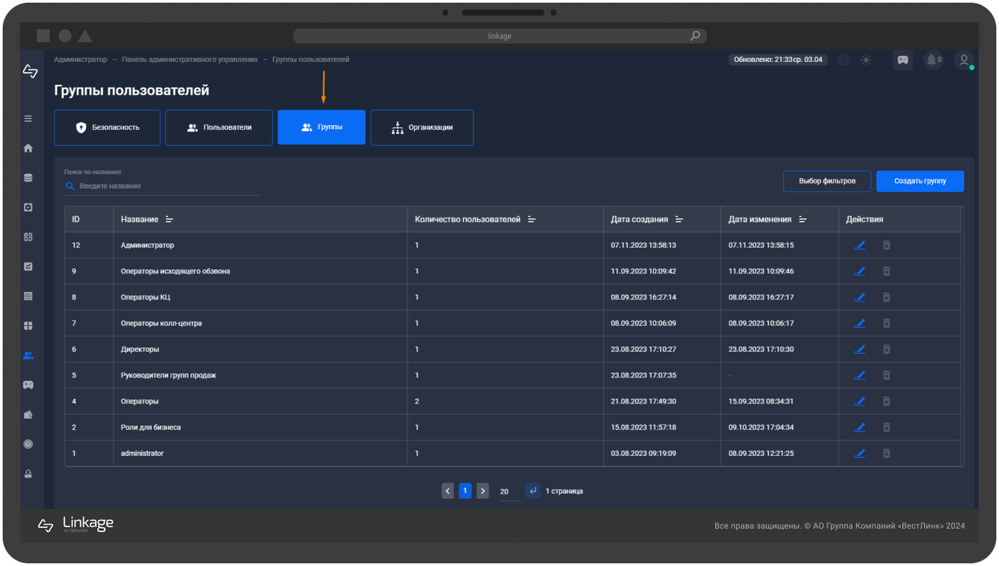 linkage
Администратор – Панель административного управления – Группы пользователей
Обновлено: 21:33 ср. 03.04
0
Группы пользователей
Безопасность
Пользователи
Группы
Организации
Поиск по названию
Введите название
Выбор фильтров
Создать группу
ID Название Количество пользователей Дата создания Дата изменения Действия
12 Администратор 1 07.11.2023 13:58:13 07.11.2023 13:58:15
9 Операторы исходящего обзвона 1 11.09.2023 10:09:42 11.09.2023 10:09:46
8 Операторы КЦ 1 08.09.2023 16:27:14 08.09.2023 16:27:17
7 Операторы колл-центра 1 08.09.2023 10:06:09 08.09.2023 10:06:17
6 Директоры 1 23.08.2023 17:10:27 23.08.2023 17:10:30
5 Руководители групп продаж 1 23.08.2023 17:07:35 -
4 Операторы 2 21.08.2023 17:49:30 15.09.2023 08:34:31
2 Роли для бизнеса 1 15.08.2023 11:57:18 09.10.2023 17:04:34
1 administrator 1 03.08.2023 09:19:09 08.09.2023 12:21:25
1 20 1 страница
Linkage
AI DRIVEN
Все права защищены. © АО Группа Компаний «ВестЛинк» 2024